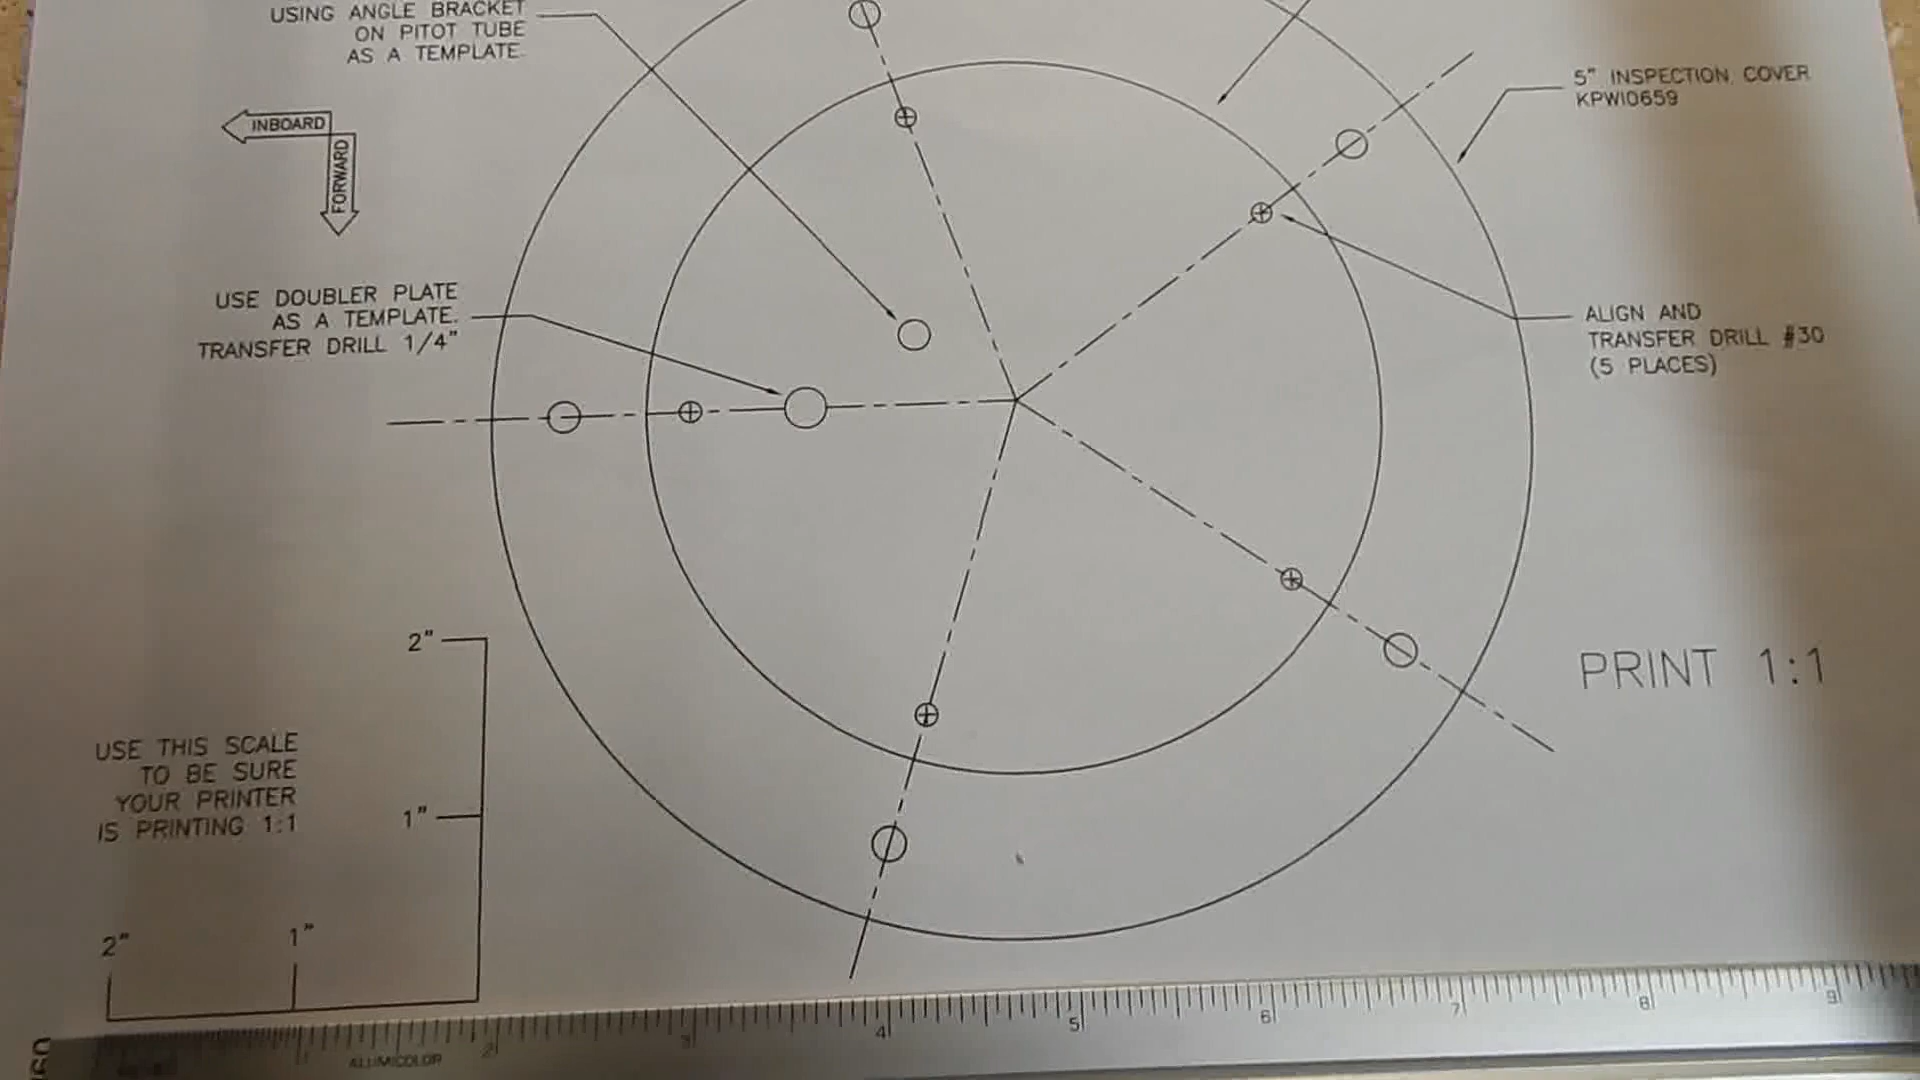 USING ANGLE BRACKET
ON PITOT TUBE
AS A TEMPLATE.
5" INSPECTION COVER
KPW10659
INBOARD
FORWARD
USE DOUBLER PLATE
AS A TEMPLATE.
TRANSFER DRILL 1/4"
ALIGN AND
TRANSFER DRILL #30
(5 PLACES)
2"
1"
PRINT 1:1
USE THIS SCALE
TO BE SURE
YOUR PRINTER
IS PRINTING 1:1
2"
1"
1 2 3 4 5 6 7 8 9
ALUMICOLOR